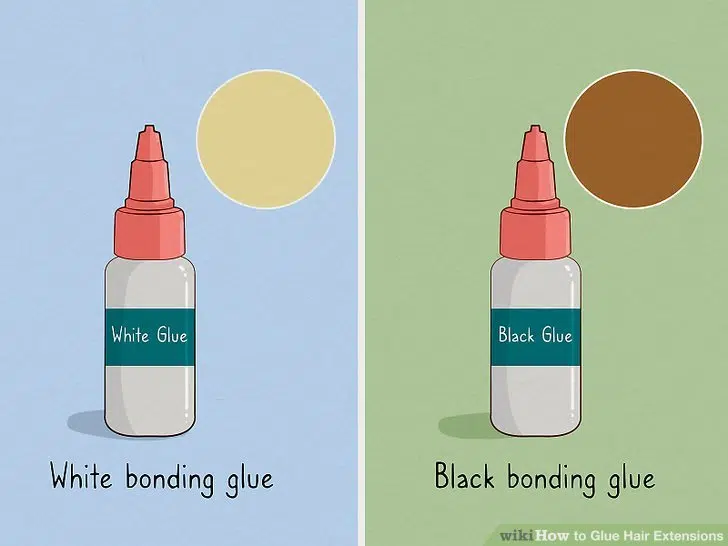 White Glue
Black Glue
White bonding glue
Black bonding glue
wikiHow to Glue Hair Extensions